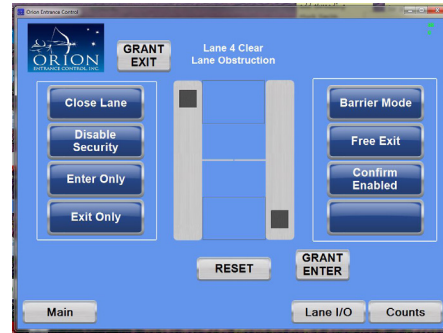 Orion Entrance Control
ORION
ENTRANCE CONTROL, INC.
GRANT
EXIT
Lane 4 Clear
Lane Obstruction
Close Lane
Disable
Security
Enter Only
Exit Only
Barrier Mode
Free Exit
Confirm
Enabled
RESET
GRANT
ENTER
Main
Lane I/O
Counts